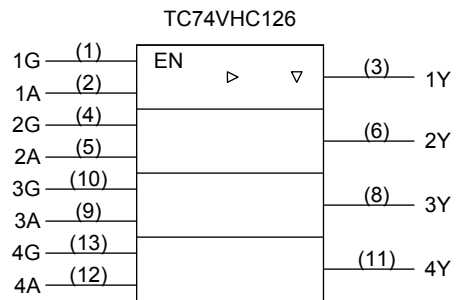 TC74VHC126
1G (1) EN (3) 1Y
1A (2)
2G (4) (6) 2Y
2A (5)
3G (10) (8) 3Y
3A (9)
4G (13) (11) 4Y
4A (12)